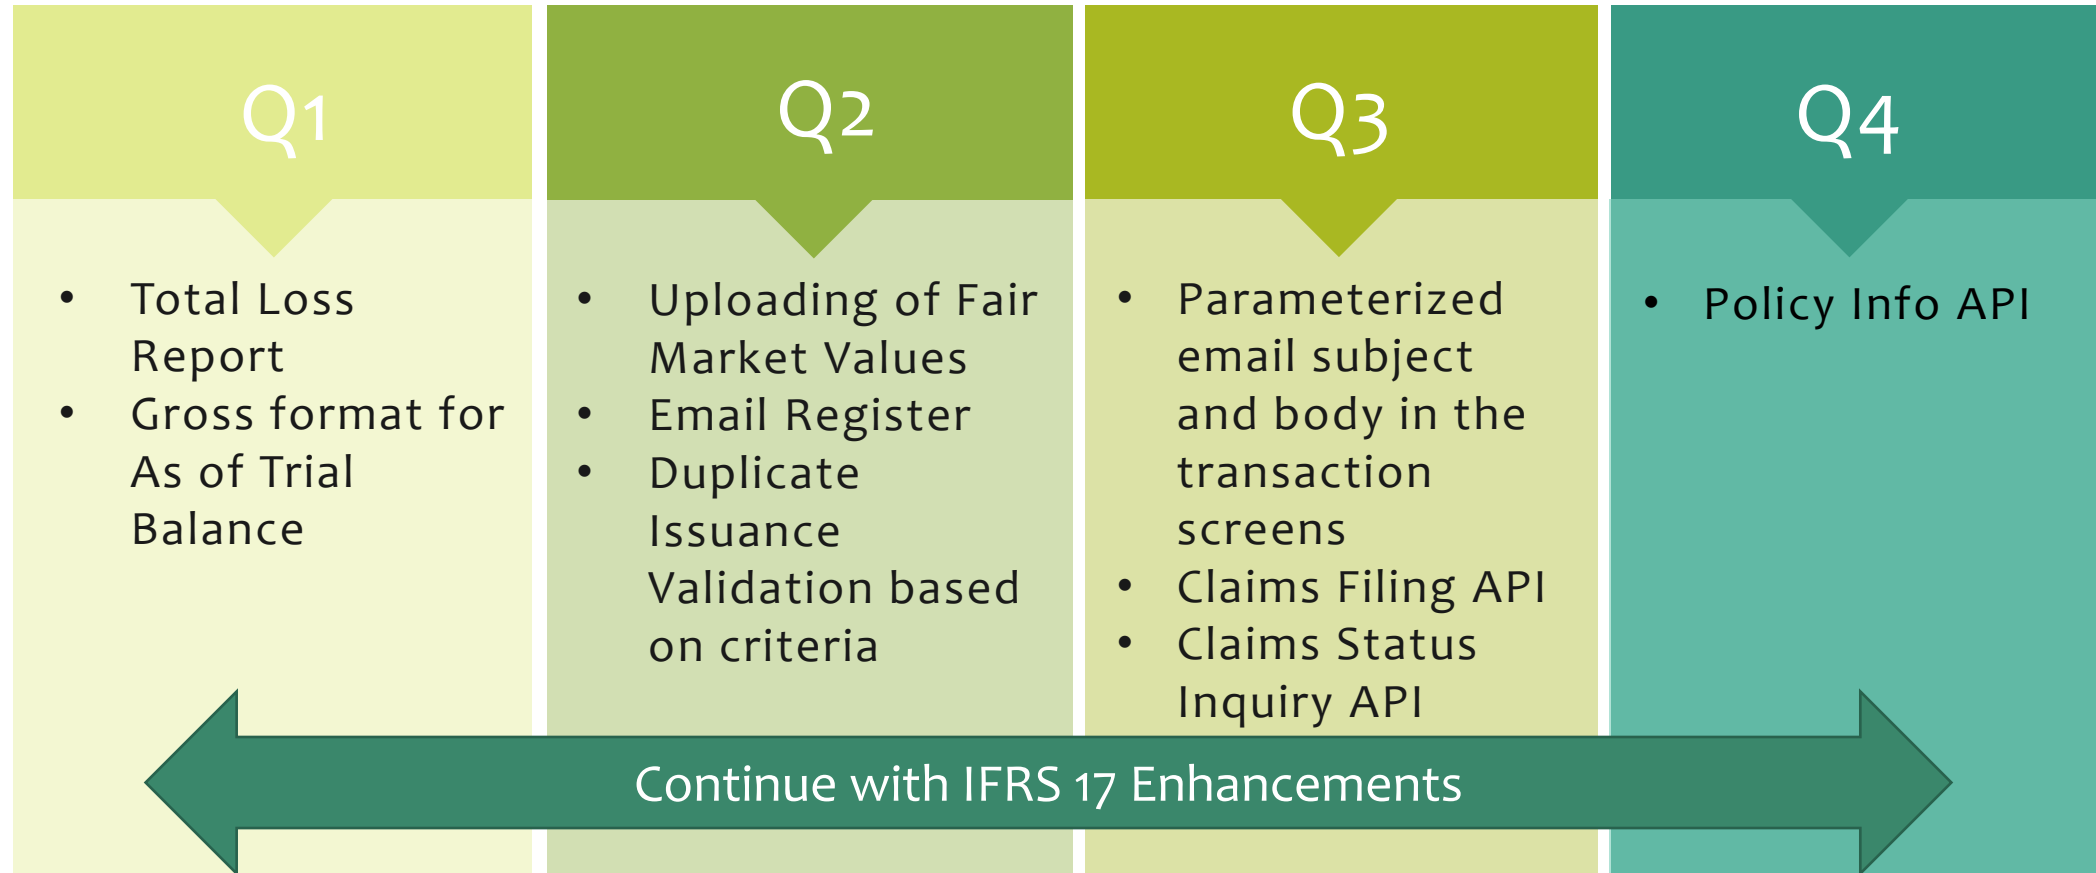 Q1
• Total Loss
Report
• Gross format for
As of Trial
Balance
Q2
• Uploading of Fair
Market Values
• Email Register
• Duplicate
Issuance
Validation based
on criteria
Q3
• Parameterized
email subject
and body in the
transaction
screens
• Claims Filing API
• Claims Status
Inquiry API
Q4
• Policy Info API
Continue with IFRS 17 Enhancements